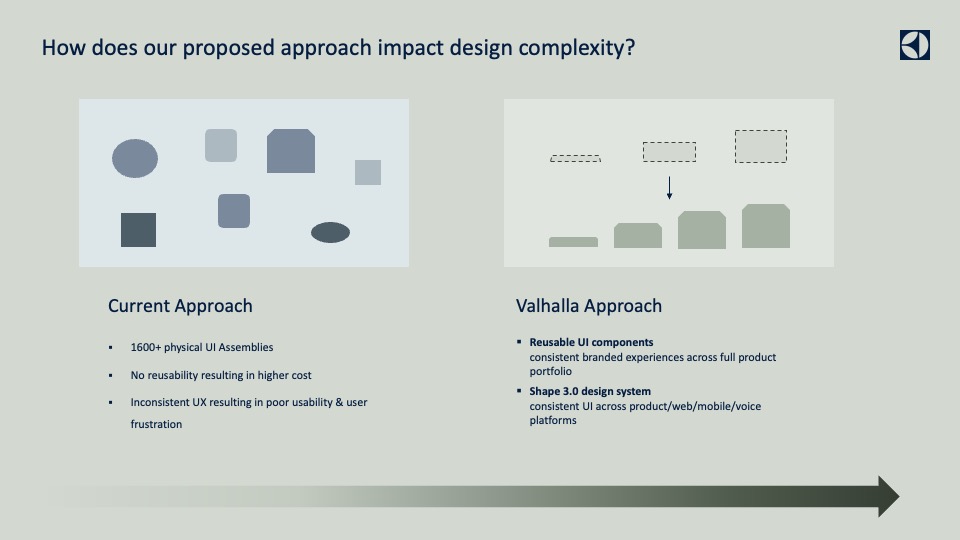 How does our proposed approach impact design complexity?
Current Approach
▪ 1600+ physical UI Assemblies
▪ No reusability resulting in higher cost
▪ Inconsistent UX resulting in poor usability & user
frustration
Valhalla Approach
▪ Reusable UI components
consistent branded experiences across full product
portfolio
▪ Shape 3.0 design system
consistent UI across product/web/mobile/voice
platforms